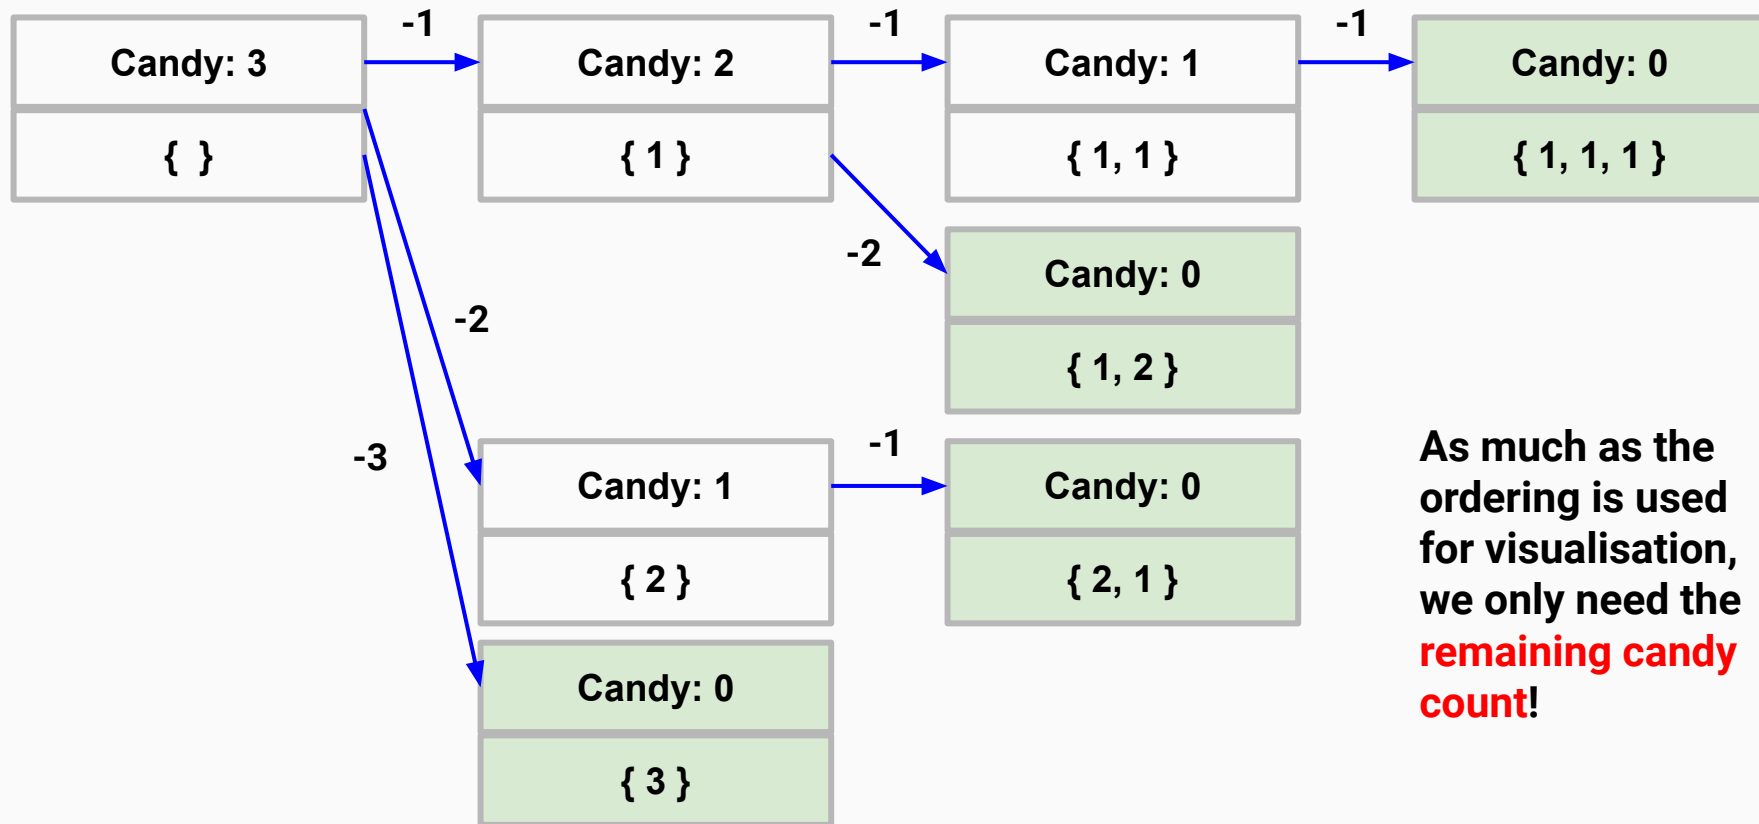 -1
-1
-1
Candy: 3
Candy: 2
Candy: 1
Candy: 0
{ }
{ 1 }
{ 1, 1 }
{ 1, 1, 1 }
-2
Candy: 0
{ 1, 2 }
-2
-3
-1
Candy: 1
Candy: 0
{ 2 }
{ 2, 1 }
Candy: 0
{ 3 }
As much as the
ordering is used
for visualisation,
we only need the
remaining candy
count!